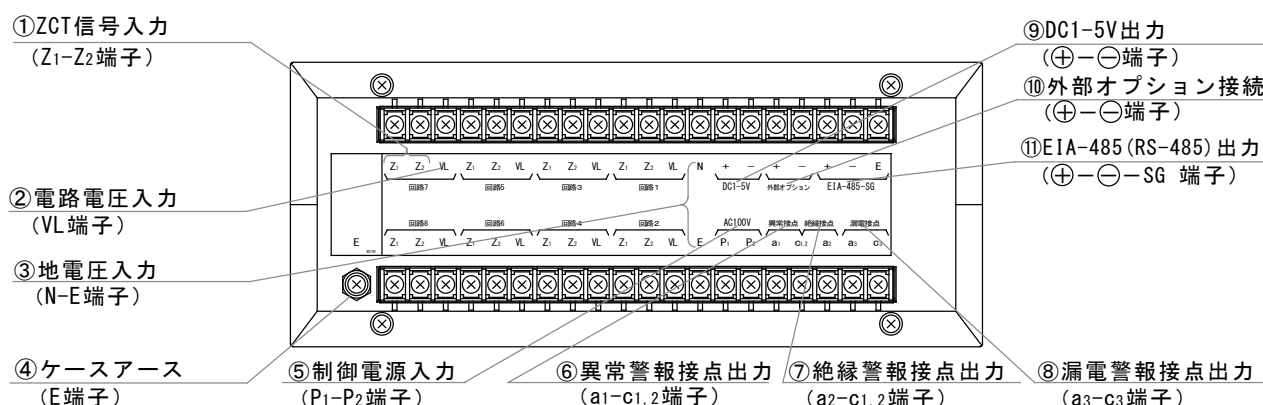 ①ZCT信号入力
(Z1-Z2端子)
⑨DC1-5V出力
(⊕-⊖端子)
⑩外部オプション接続
(⊕-⊖端子)
⑪EIA-485(RS-485)出力
(⊕-⊖-SG 端子)
②電路電圧入力
(VL端子)
③地電圧入力
(N-E端子)
Z1 Z2 VL Z1 Z2 VL Z1 Z2 VL Z1 Z2 VL N + - + - + - E
回路7 回路5 回路3 回路1 DC1-5V 外部オプション EIA-485-SG
回路8 回路6 回路4 回路2 AC100V 異常接点 絶縁接点 漏電接点
E Z1 Z2 VL Z1 Z2 VL Z1 Z2 VL Z1 Z2 VL E P1 P2 a1 c1,2 a2 a3 c3
④ケースアース
(E端子)
⑤制御電源入力
(P1-P2端子)
⑥異常警報接点出力
(a1-c1,2端子)
⑦絶縁警報接点出力
(a2-c1,2端子)
⑧漏電警報接点出力
(a3-c3端子)